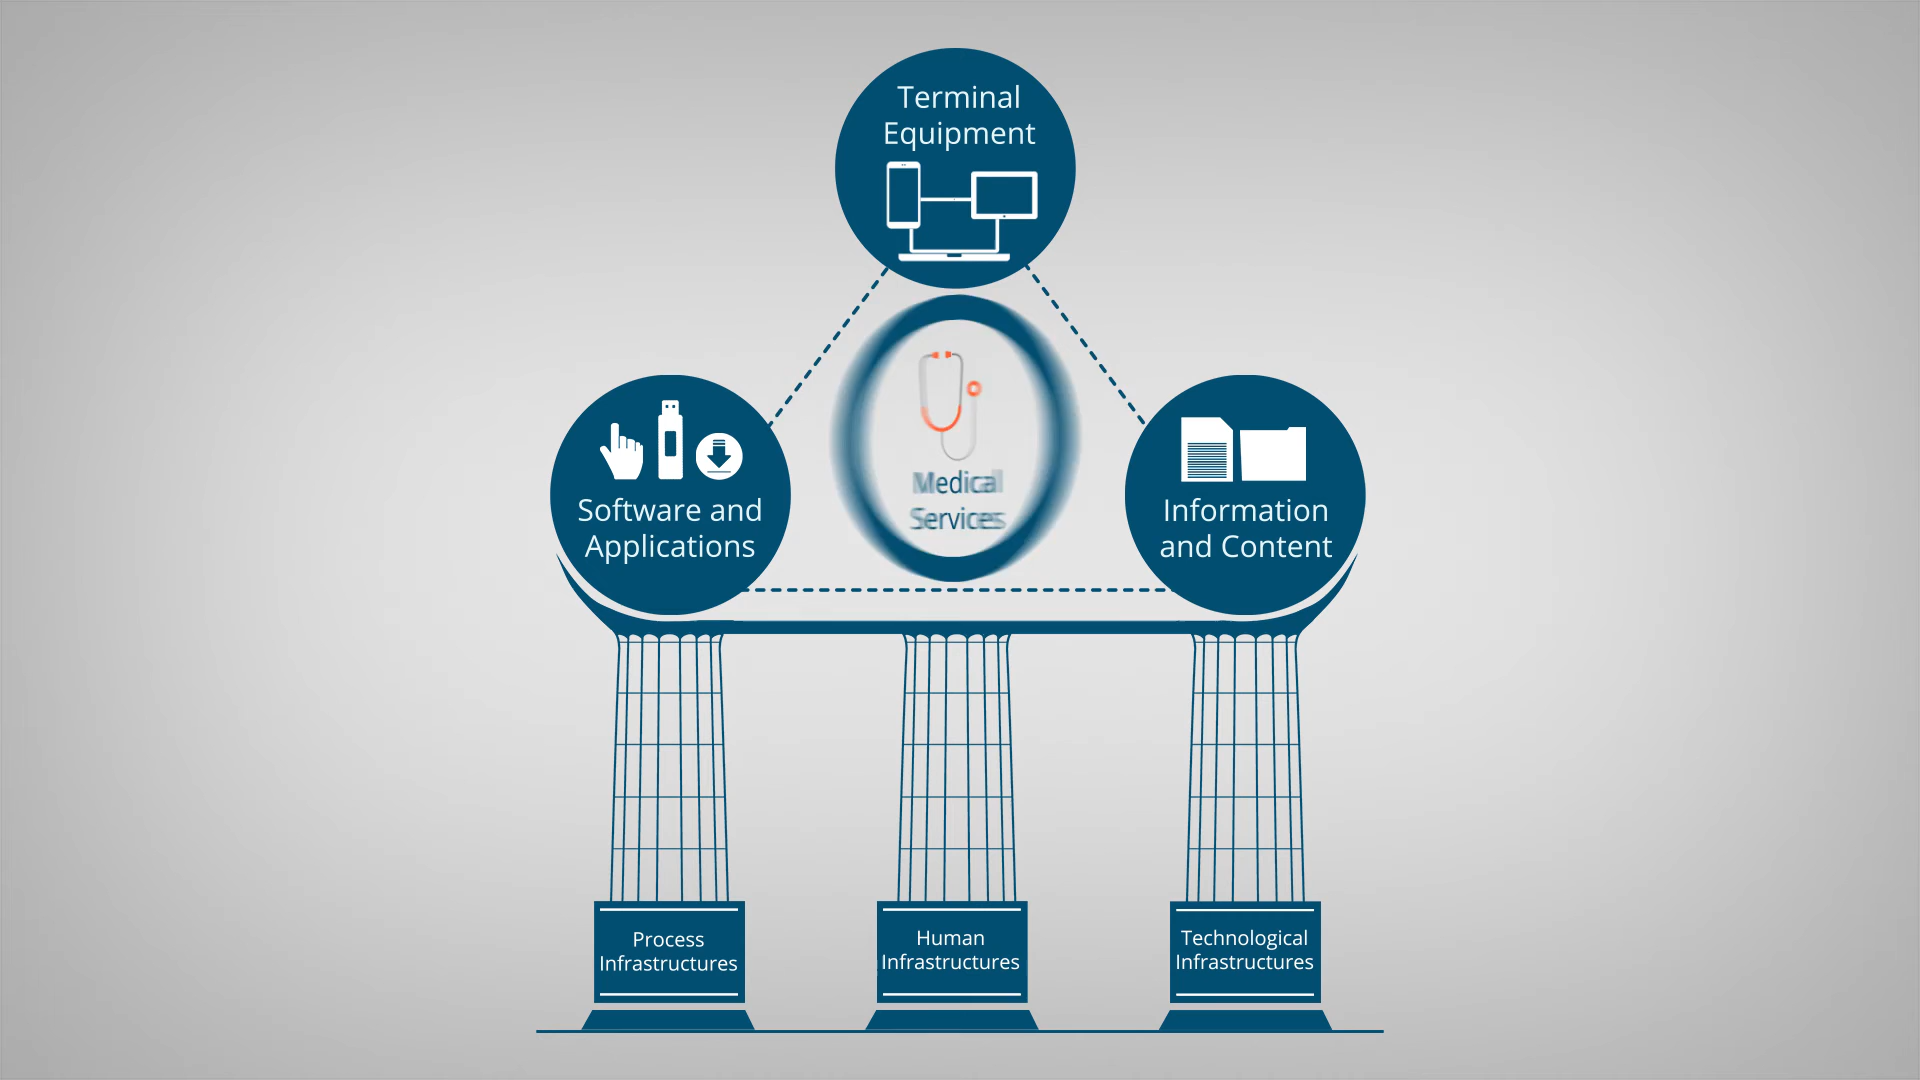 Terminal
Equipment
Software and
Applications
Medical
Services
Information
and Content
Process
Infrastructures
Human
Infrastructures
Technological
Infrastructures